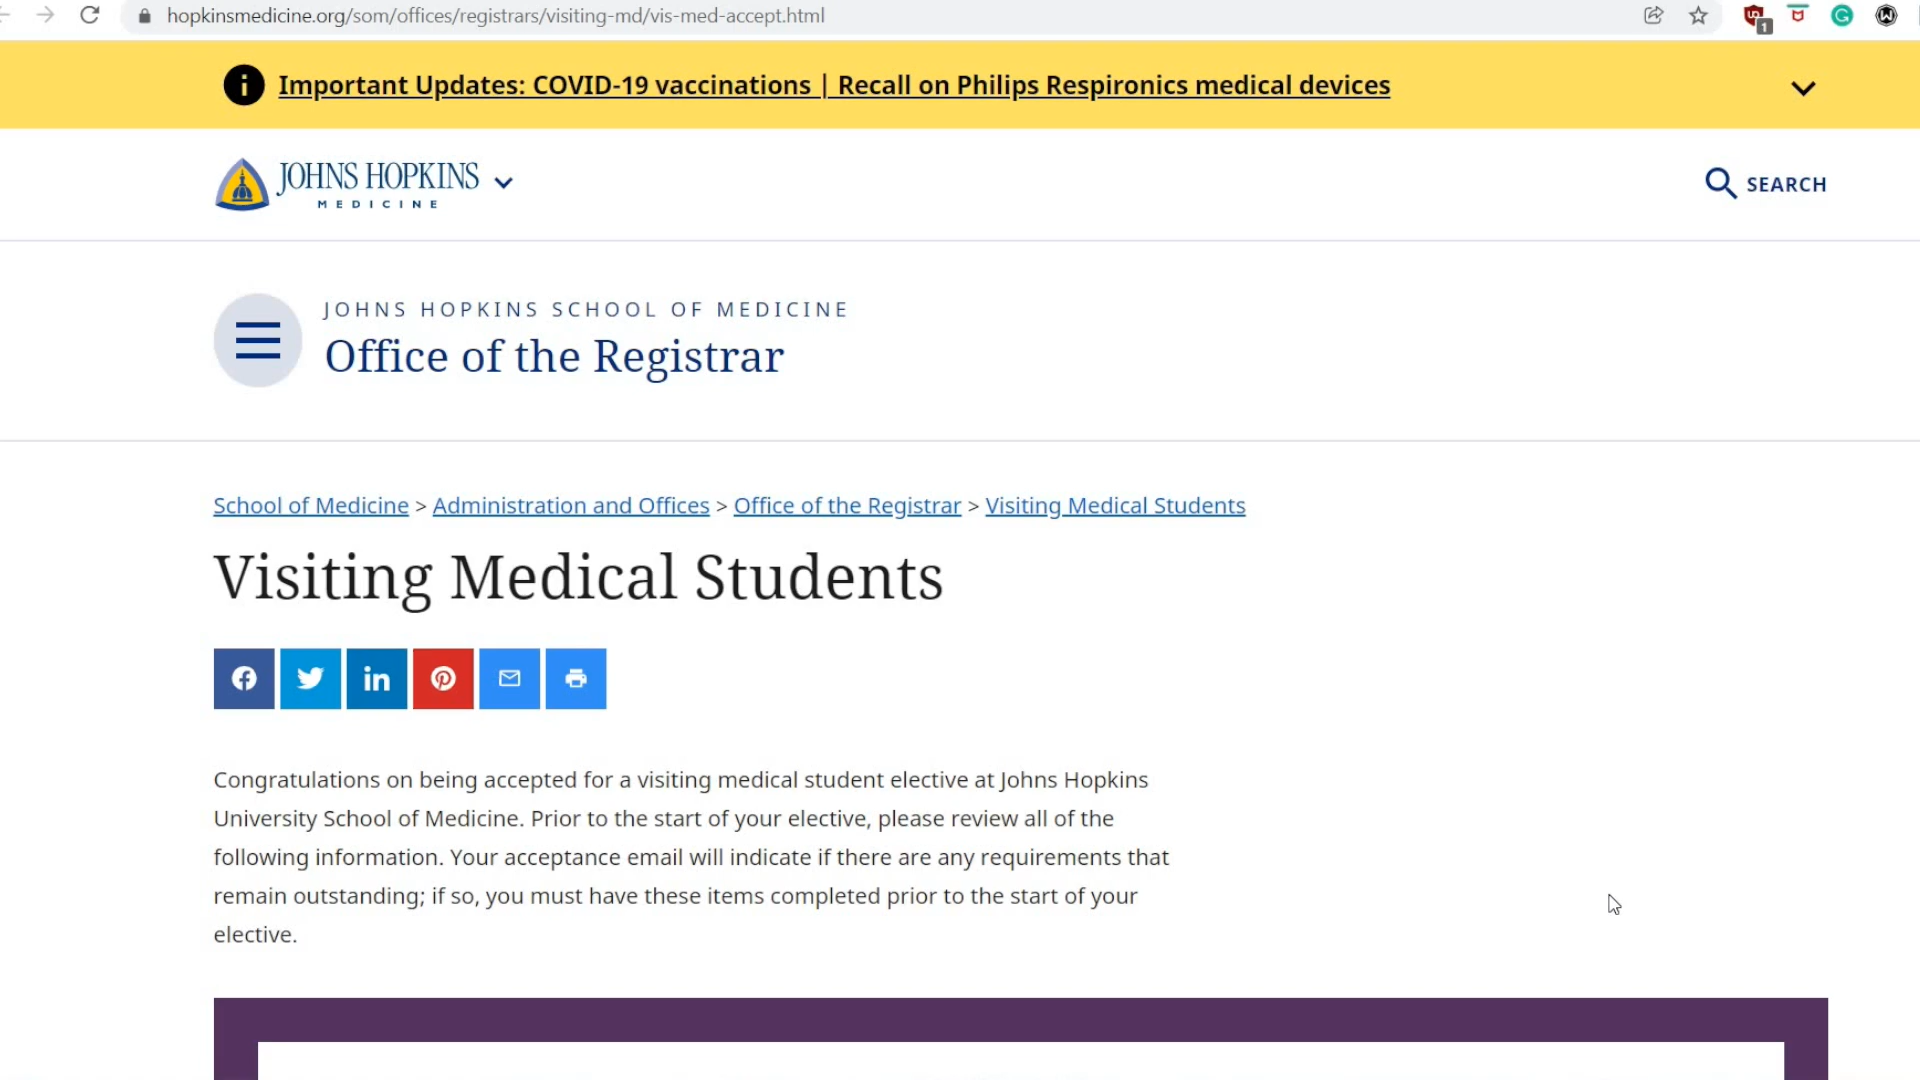 hopkinsmedicine.org/som/offices/registrars/visiting-md/vis-med-accept.html
1
Important Updates: COVID-19 vaccinations | Recall on Philips Respironics medical devices
JOHNS HOPKINS
MEDICINE
SEARCH
JOHNS HOPKINS SCHOOL OF MEDICINE
Office of the Registrar
School of Medicine > Administration and Offices > Office of the Registrar > Visiting Medical Students
Visiting Medical Students
Congratulations on being accepted for a visiting medical student elective at Johns Hopkins
University School of Medicine. Prior to the start of your elective, please review all of the
following information. Your acceptance email will indicate if there are any requirements that
remain outstanding; if so, you must have these items completed prior to the start of your
elective.